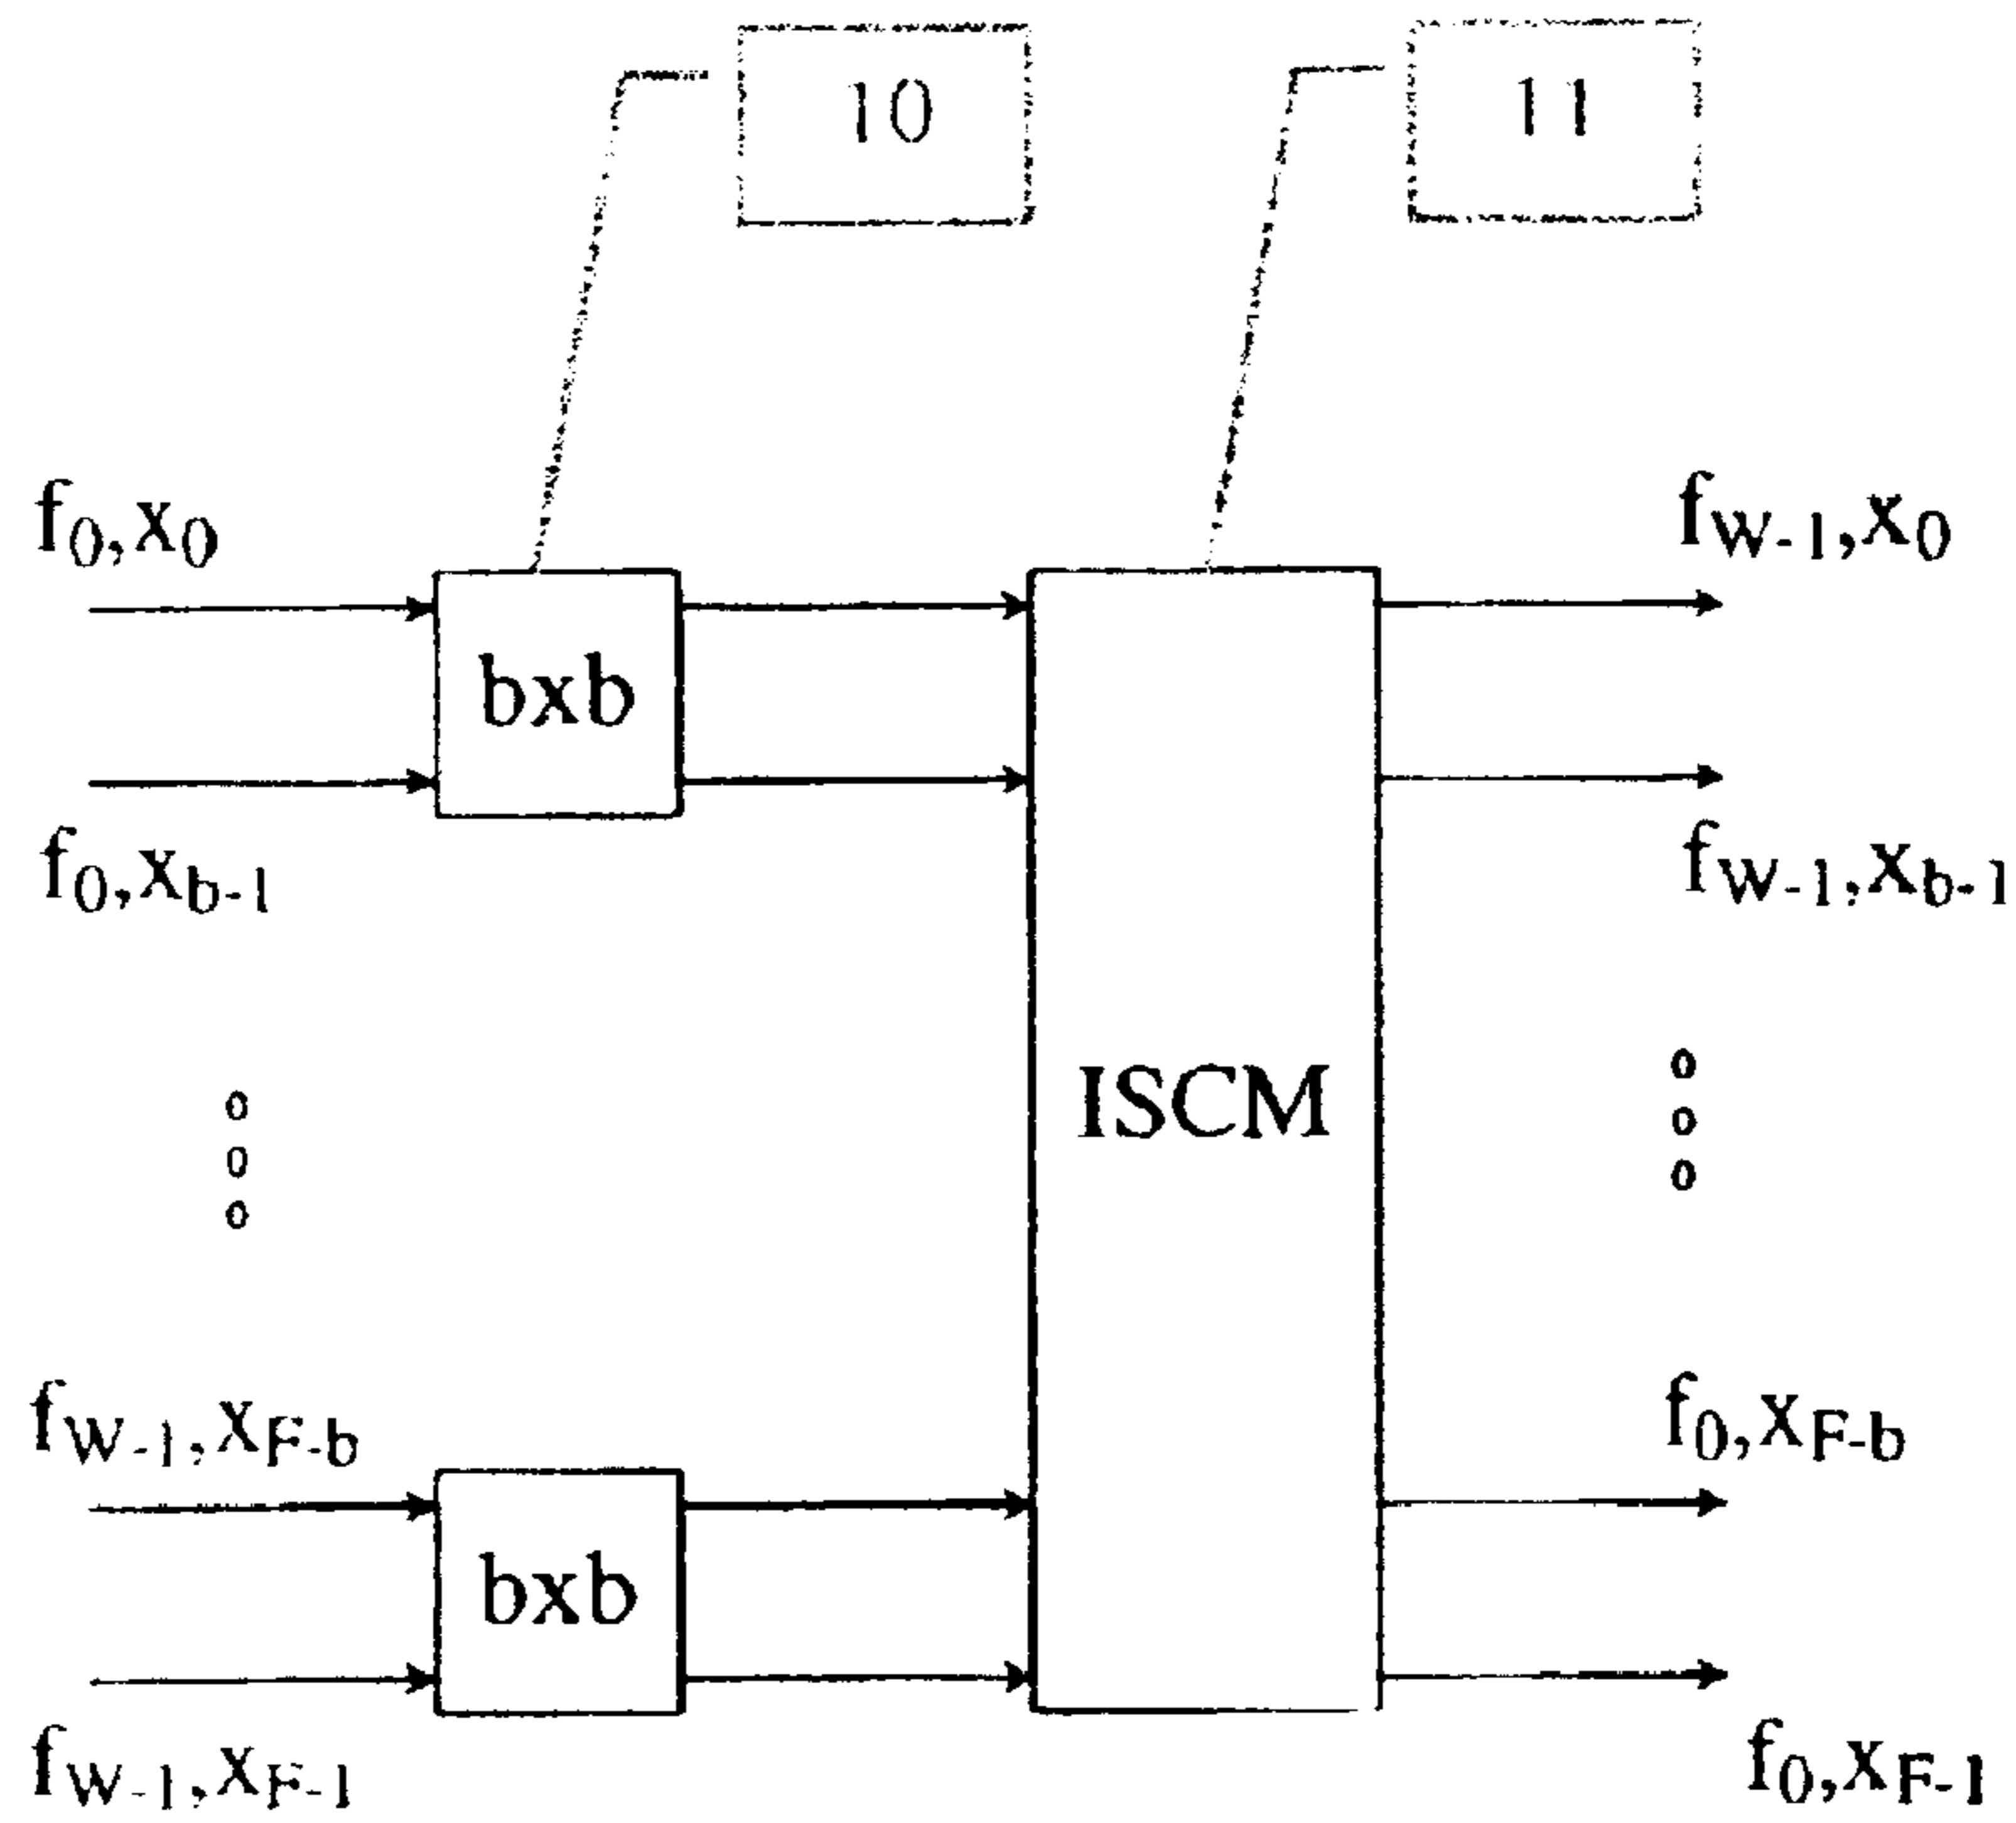 10
11
f0,x0
fW-1,x0
bxb
f0,xb-1
fW-1,xb-1
ISCM
fW-1,xF-b
f0,xF-b
bxb
fW-1,xF-1
f0,xF-1